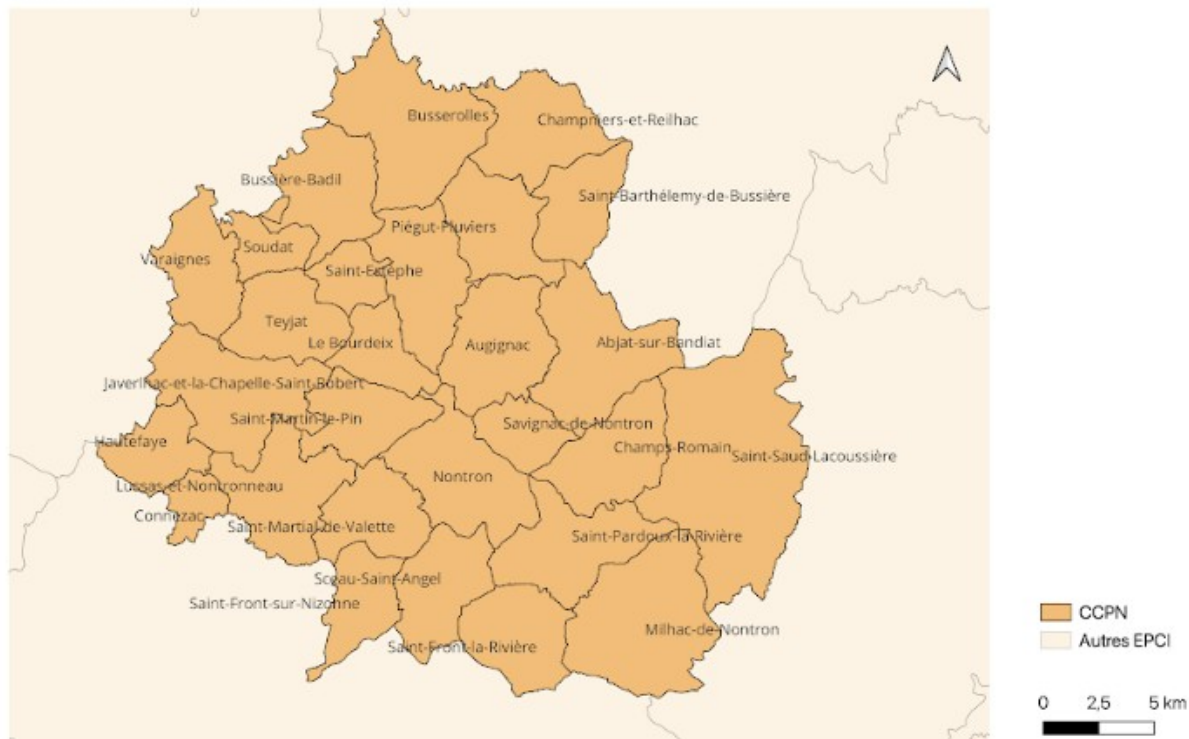 Busserolles
Champniers-et-Reilhac
Bussière-Badil
Saint-Barthélemy-de-Bussière
Piégut-Pluviers
Soudat
Varaignes
Saint-Estèphe
Teyjat
Le Bourdeix
Augignac
Abjat-sur-Bandiat
Javerlhac-et-la-Chapelle-Saint-Robert
Saint-Martin-le-Pin
Savignac-de-Nontron
Hautefaye
Champs-Romain
Saint-Saud-Lacoussière
Nontron
Lussas-et-Nontronneau
Connezac
Saint-Martial-de-Valette
Saint-Pardoux-la-Rivière
Sceau-Saint-Angel
Saint-Front-sur-Nizonne
Milhac-de-Nontron
Saint-Front-la-Rivière
CCPN
Autres EPCI
0 2,5 5 km